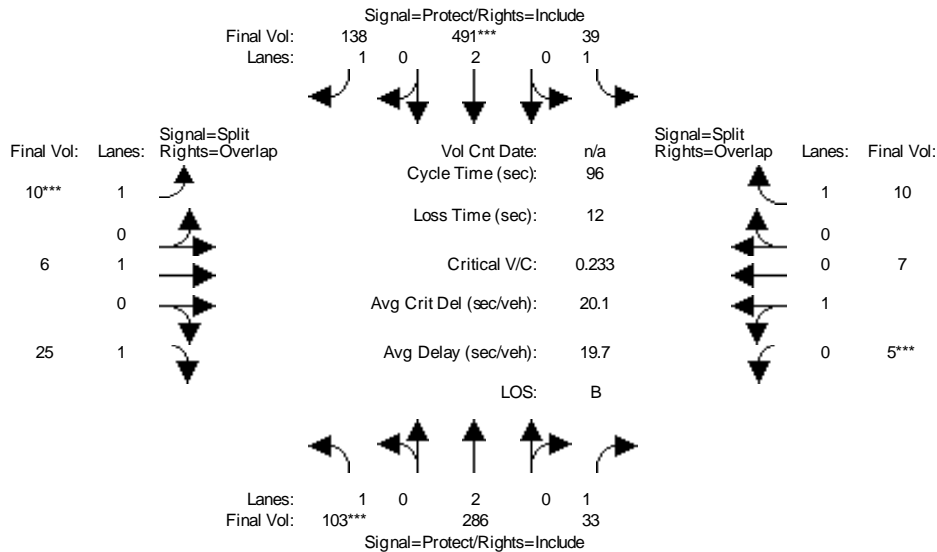 Signal=Protect/Rights=Include
Final Vol: 138 491*** 39
Lanes: 1 0 2 0 1
Signal=Split
Final Vol: Lanes: Rights=Overlap
Vol Cnt Date: n/a
Signal=Split
Rights=Overlap Lanes: Final Vol:
Cycle Time (sec): 96
10*** 1
1 10
Loss Time (sec): 12
0
0
6 1
Critical V/C: 0.233
0 7
0
Avg Crit Del (sec/veh): 20.1
1
25 1
Avg Delay (sec/veh): 19.7
0 5***
LOS: B
Lanes: 1 0 2 0 1
Final Vol: 103*** 286 33
Signal=Protect/Rights=Include